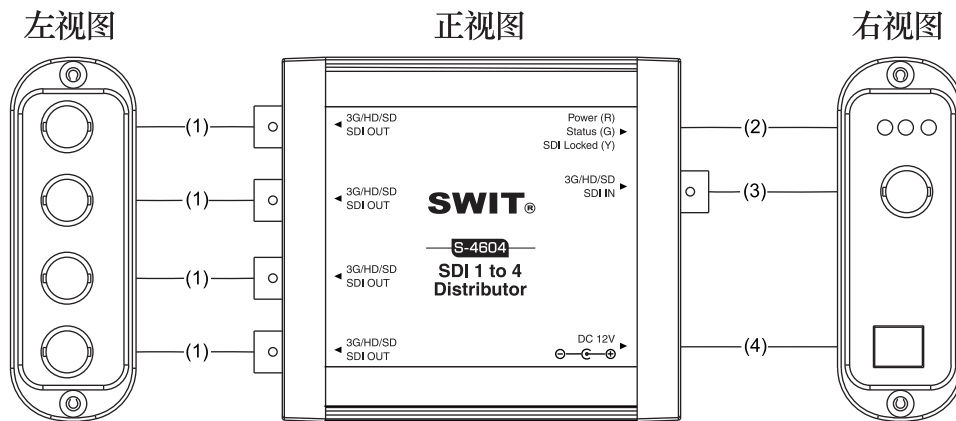 左视图
正视图
右视图
(1)
3G/HD/SD
SDI OUT
Power (R)
Status (G)
SDI Locked (Y)
(2)
(1)
3G/HD/SD
SDI OUT
3G/HD/SD
SDI IN
(3)
SWIT®
S-4604
SDI 1 to 4
Distributor
(1)
3G/HD/SD
SDI OUT
(1)
3G/HD/SD
SDI OUT
DC 12V
(4)